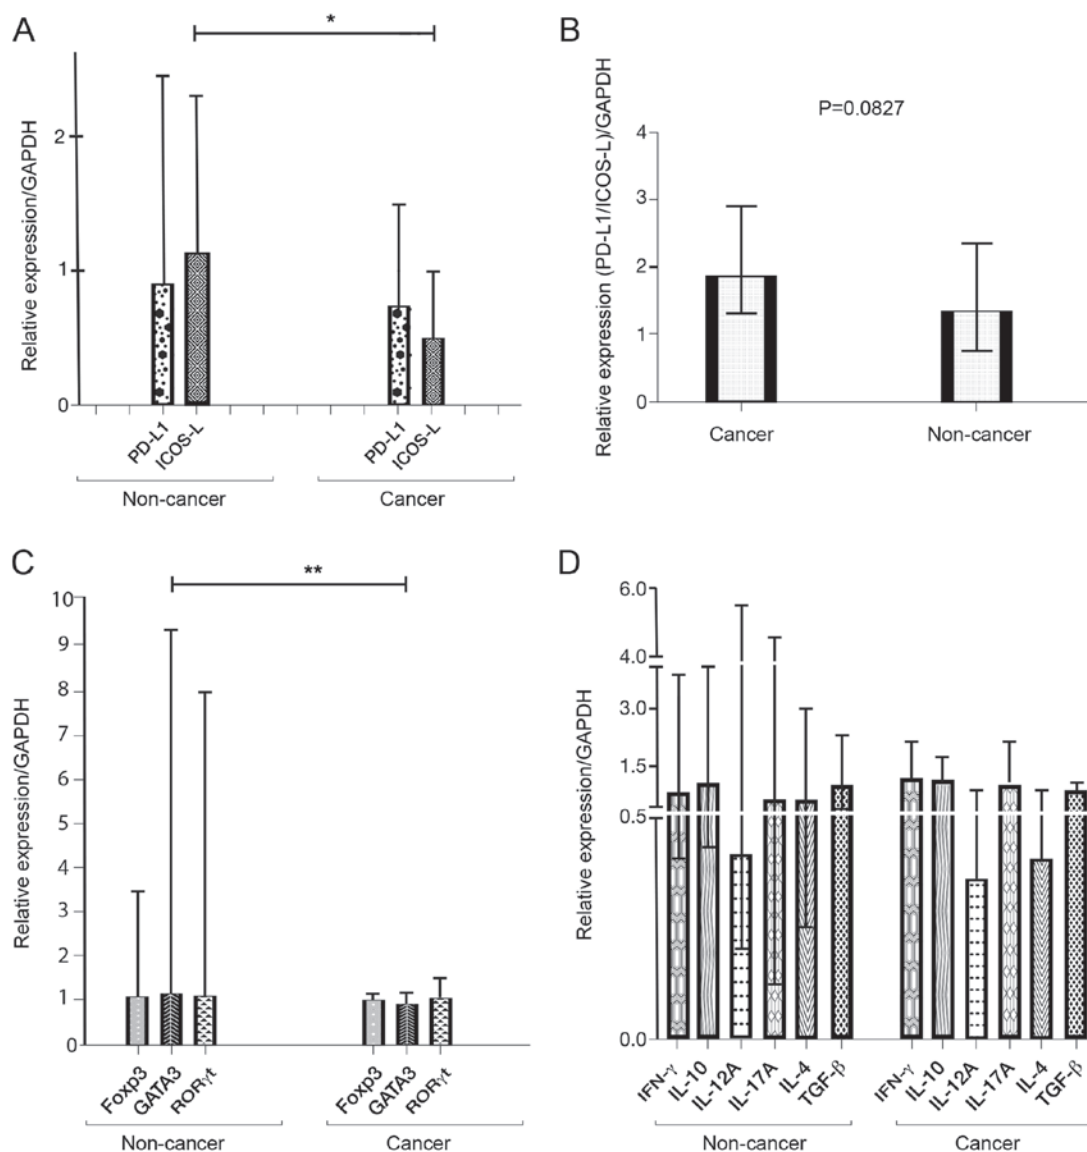 A
*
Relative expression/GAPDH
2
1
0
PD-L1
ICOS-L
PD-L1
ICOS-L
Non-cancer
Cancer
B
P=0.0827
Relative expression (PD-L1/ICOS-L)/GAPDH
4
3
2
1
0
Cancer
Non-cancer
C
**
Relative expression/GAPDH
10
9
8
7
6
5
4
3
2
1
0
Foxp3
GATA3
RORγt
Foxp3
GATA3
RORγt
Non-cancer
Cancer
D
Relative expression/GAPDH
6.0
4.0
3.0
1.5
0.5
0.0
IFN-γ
IL-10
IL-12A
IL-17A
IL-4
TGF-β
IFN-γ
IL-10
IL-12A
IL-17A
IL-4
TGF-β
Non-cancer
Cancer